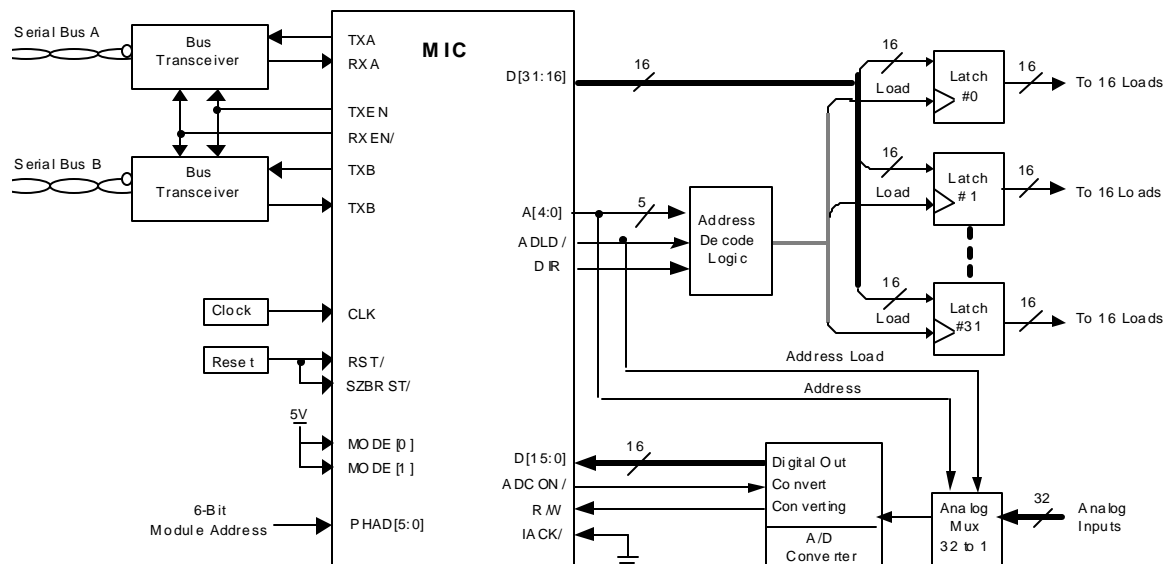 Serial Bus A
Bus
Transceiver
TXA
RXA
TXEN
RXEN/
Serial Bus B
Bus
Transceiver
TXB
TXB
Clock
CLK
Reset
RST/
SZBRST/
5V
MODE[0]
MODE[1]
6-Bit
Module Address
PHAD[5:0]
MIC
D[31:16]
16
A[4:0]
5
ADLD/
DIR
Address
Decode
Logic
16
Load
Latch
#0
16
To 16 Loads
16
Load
Latch
#1
16
To 16 Loads
16
Load
Latch
#31
16
To 16 Loads
Address Load
Address
D[15:0]
16
ADCON/
R/W
IACK/
Digital Out
Convert
Converting
A/D
Converter
Analog
Mux
32 to 1
32
Analog
Inputs